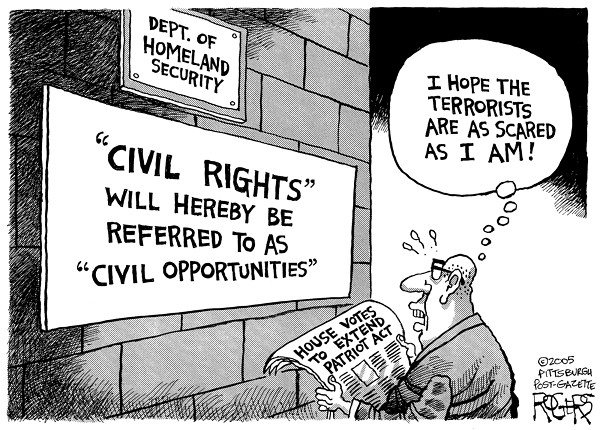 DEPT. OF
HOMELAND
SECURITY
"CIVIL RIGHTS"
WILL HEREBY BE
REFERRED TO AS
"CIVIL OPPORTUNITIES"
I HOPE THE
TERRORISTS
ARE AS SCARED
AS I AM!
HOUSE VOTES
TO EXTEND
PATRIOT ACT
©2005
PITTSBURGH
POST-GAZETTE
ROGERS